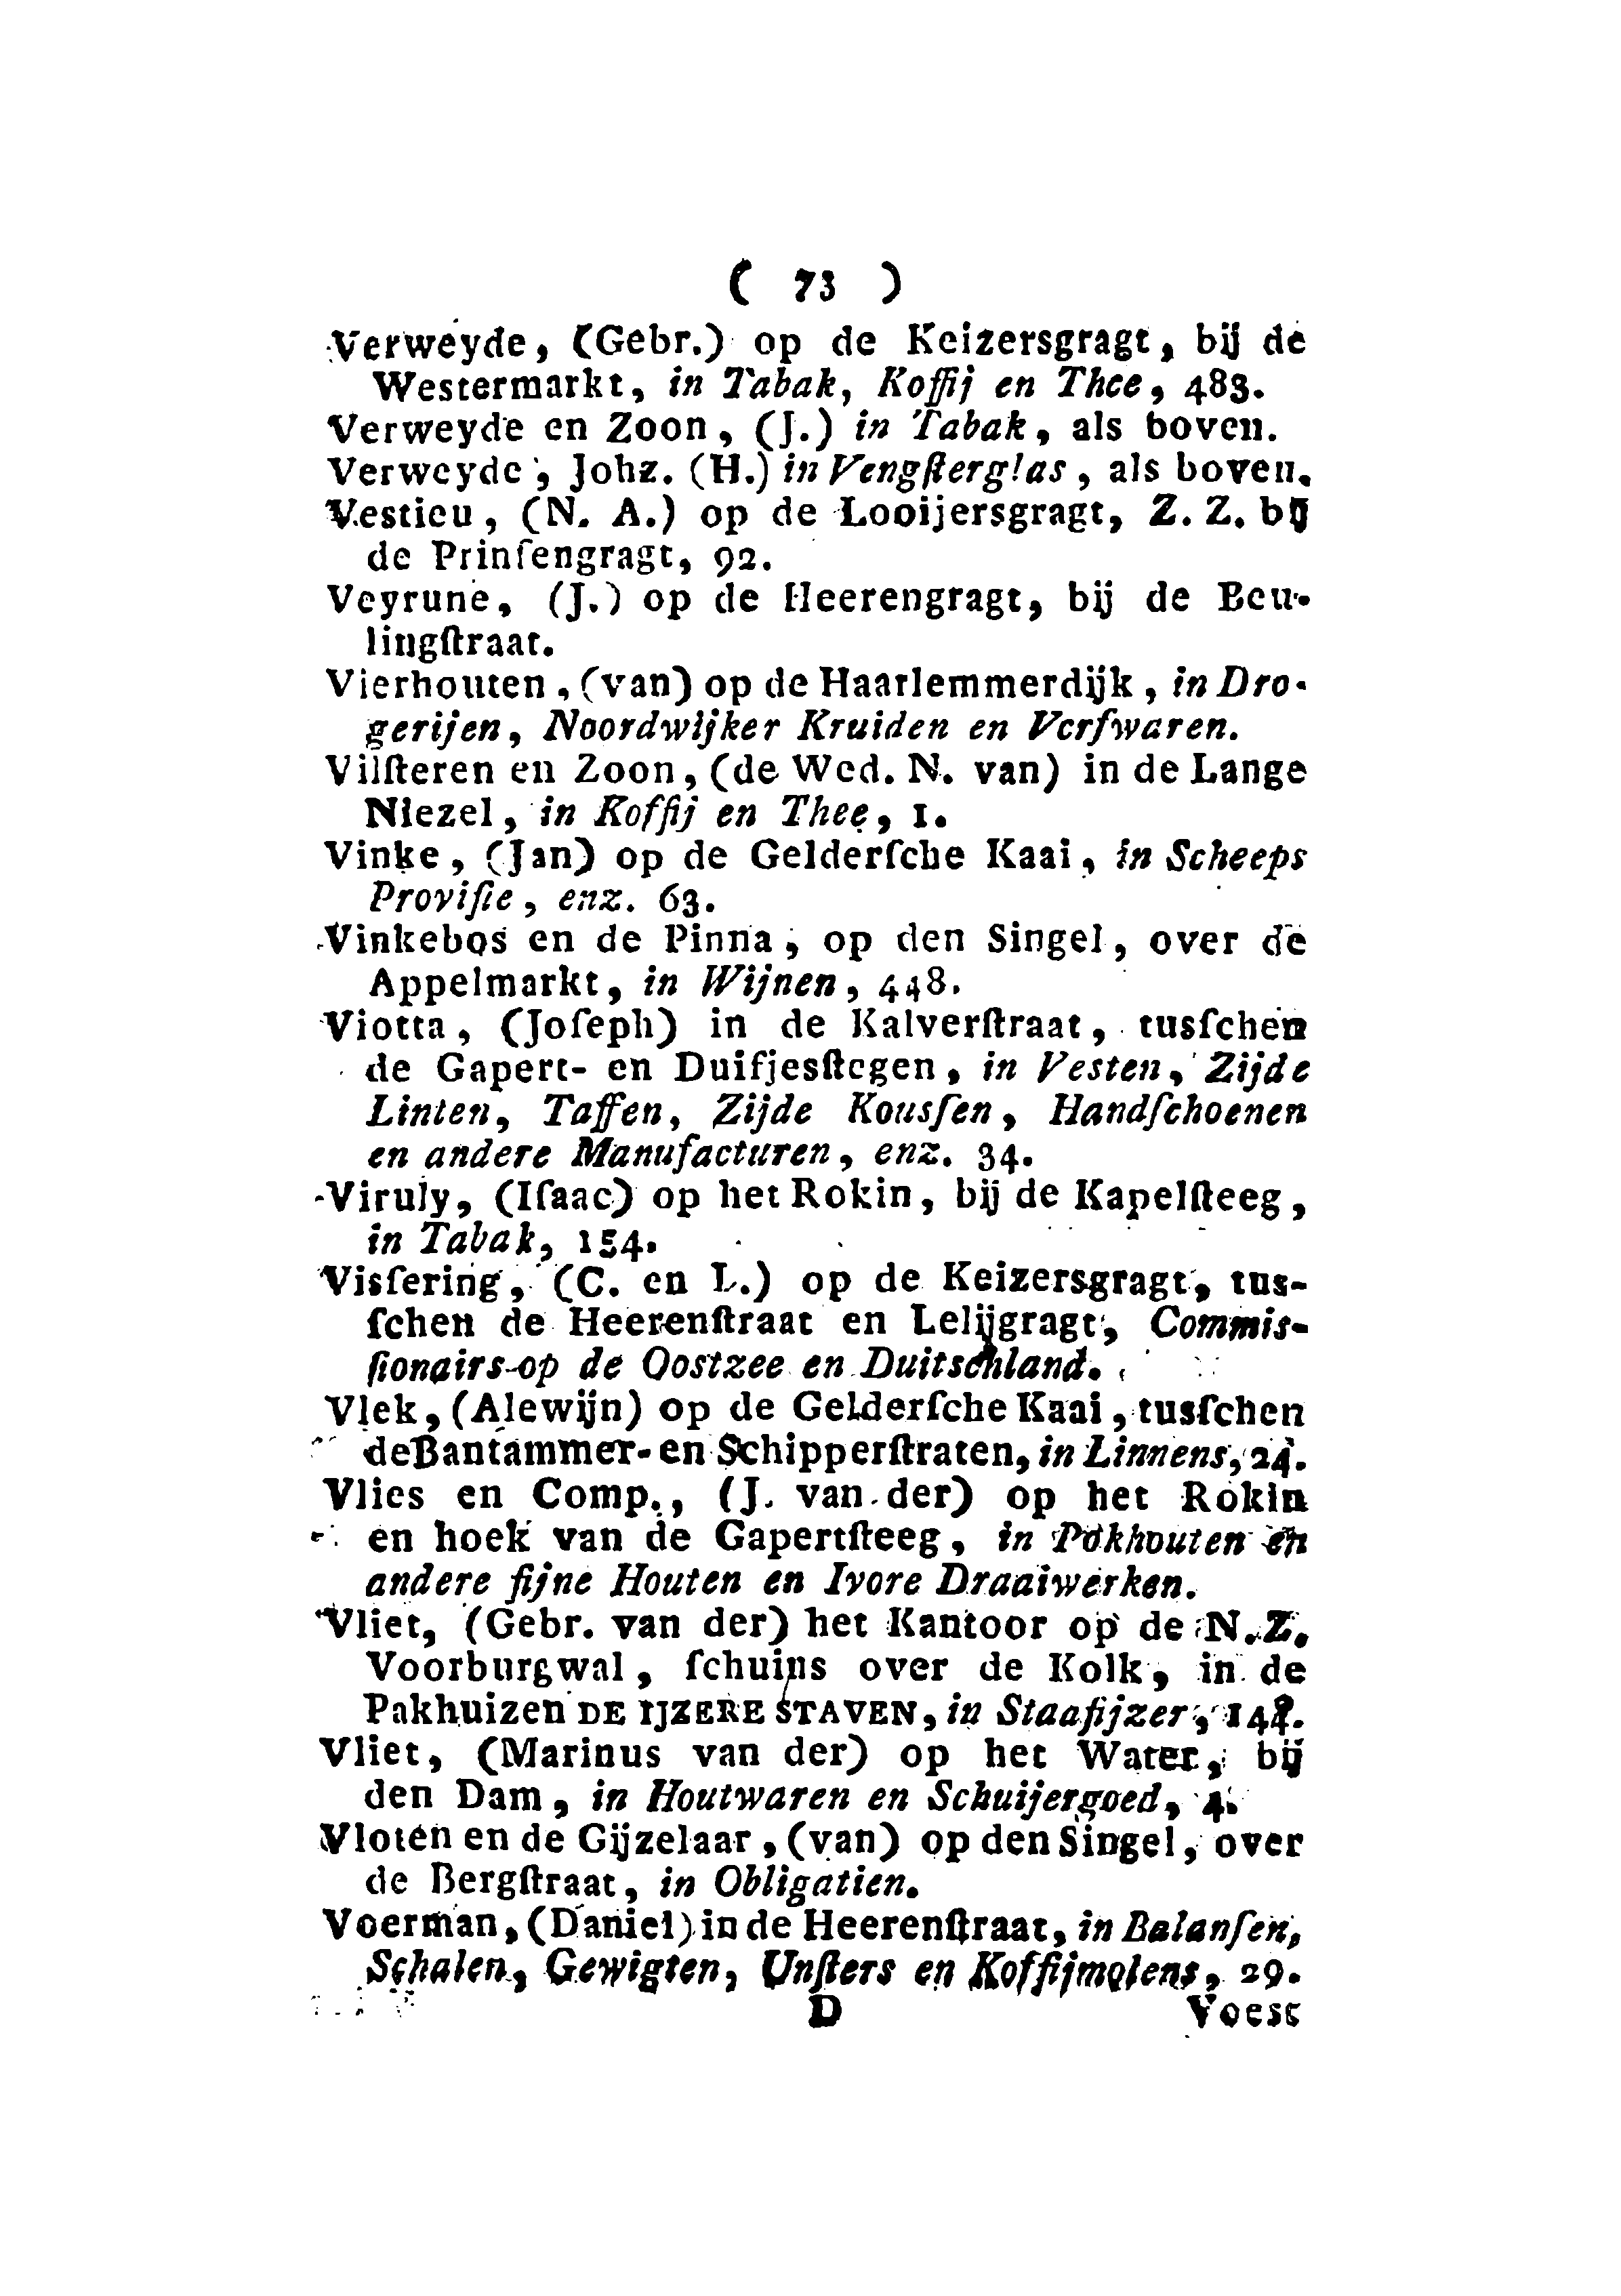 ( 73 )
Verweyde, (Gebr.) op de Keizersgragt, bij de
Westermarkt, in Tabak, Koffij en Thee, 483.
Verweyde en Zoon, (J.) in Tabak, als boven.
Verweyde, Johz. (H.) in Vengſterglas, als boven.
Vestieu, (N. A.) op de Looijersgragt, Z. Z. bij
de Prinſengragt, 92.
Veyrune, (J.) op de Heerengragt, bij de Beu-
lingſtraat.
Vierhouten, (van) op de Haarlemmerdijk, in Dro-
gerijen, Noordwijker Kruiden en Verfwaren.
Vilſteren en Zoon, (de Wed. N. van) in de Lange
Niezel, in Koffij en Thee, 1.
Vinke, (Jan) op de Gelderſche Kaai, in Scheeps
Proviſie, enz. 63.
Vinkebos en de Pinna, op den Singel, over de
Appelmarkt, in Wijnen, 448.
Viotta, (Joſeph) in de Kalverſtraat, tusſchen
de Gapert- en Duifjesſtegen, in Vesten, Zijde
Linten, Taffen, Zijde Kousſen, Handſchoenen
en andere Manufacturen, enz. 34.
Viruly, (Iſaac) op het Rokin, bij de Kapelſteeg,
in Tabak, 154.
Visſering, (C. en L.) op de Keizersgragt, tus-
ſchen de Heerenſtraat en Lelijgragt, Commis-
ſionairs op de Oostzee en Duitschland.
Vlek, (Alewijn) op de Gelderſche Kaai, tusſchen
de Bantammer- en Schipperſtraten, in Linnens, 24.
Vlies en Comp., (J. van der) op het Rokin
en hoek van de Gapertſteeg, in Pokhouten en
andere fijne Houten en Ivore Draaiwerken.
Vliet, (Gebr. van der) het Kantoor op de N. Z.
Voorburgwal, ſchuins over de Kolk, in de
Pakhuizen DE IJZERE STAVEN, in Staafijzer,
Vliet, (Marinus van der) op het Water, bij
den Dam, in Houtwaren en Schuijergoed, 4.
Vloten en de Gijzelaar, (van) op den Singel, over
de Bergſtraat, in Obligatien.
Voerman, (Daniel) in de Heerenſtraat, in Balanſen,
Schalen, Gewigten, Unſters en Koffijmolens, 29.
D Voest